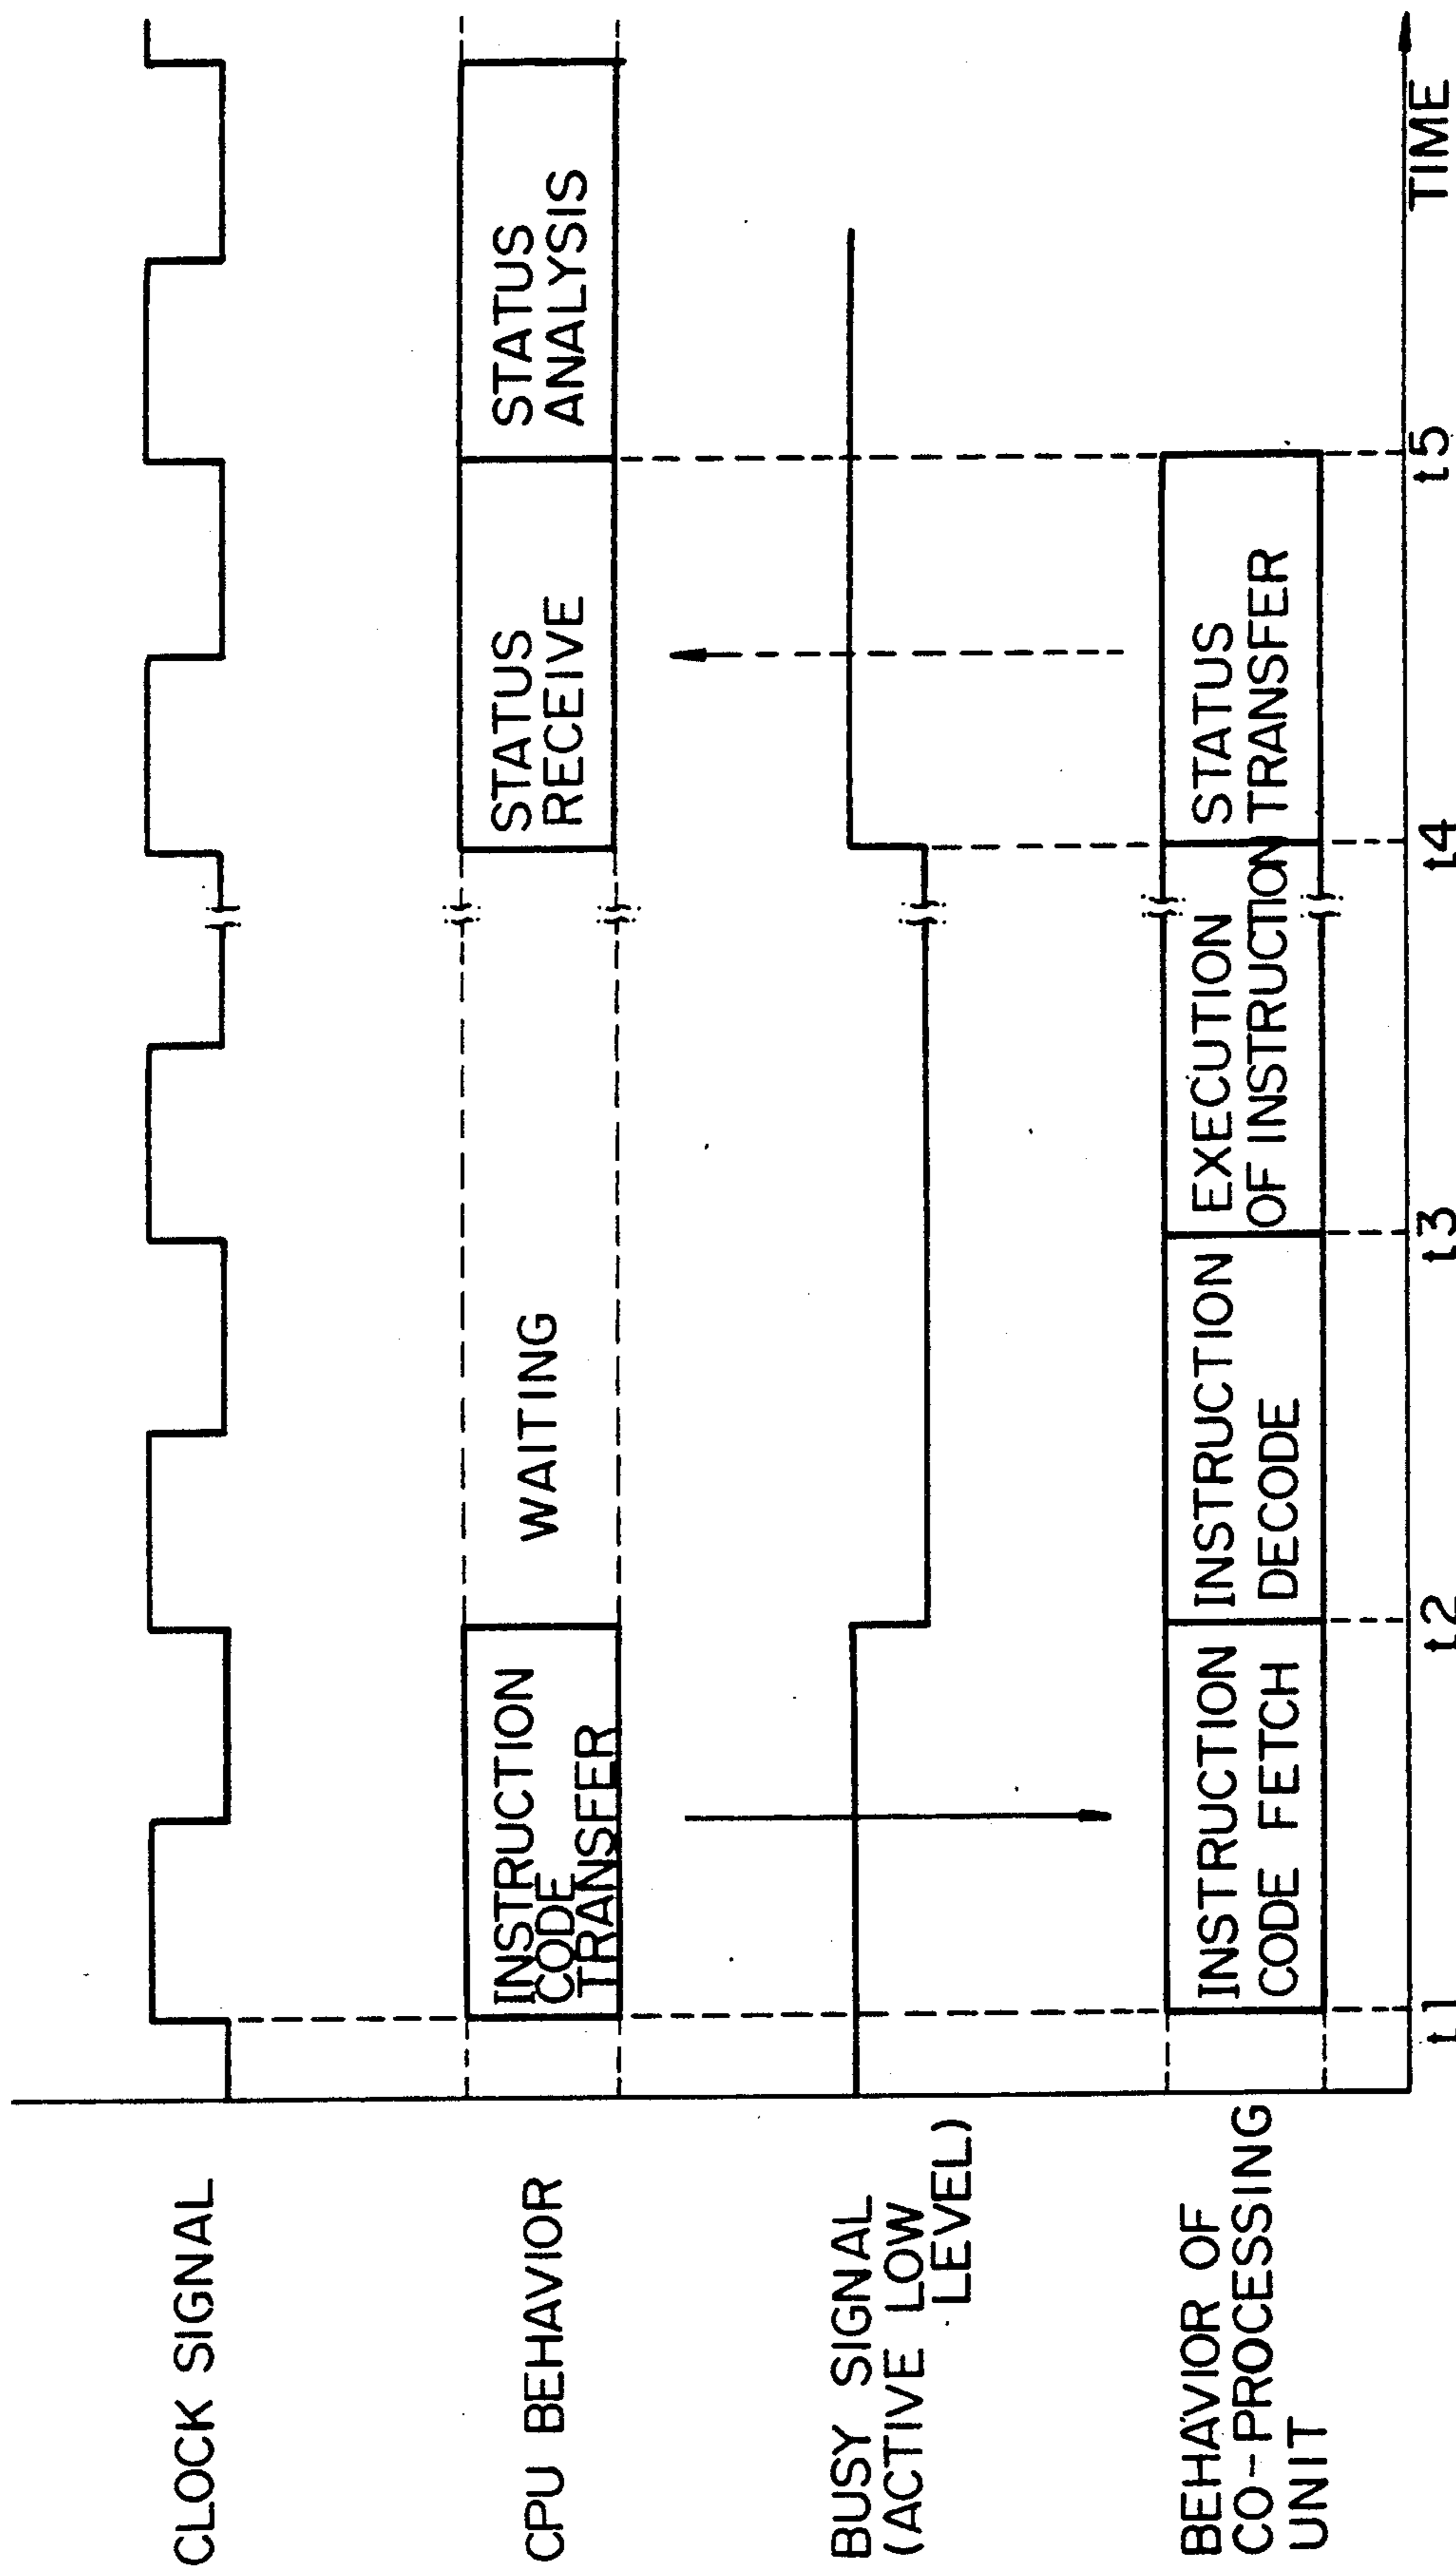 CLOCK SIGNAL
CPU BEHAVIOR
INSTRUCTION
CODE
TRANSFER
WAITING
STATUS
RECEIVE
STATUS
ANALYSIS
BUSY SIGNAL
(ACTIVE LOW
LEVEL)
BEHAVIOR OF
CO-PROCESSING
UNIT
INSTRUCTION
CODE FETCH
INSTRUCTION
DECODE
EXECUTION
OF INSTRUCTION
STATUS
TRANSFER
t1
t2
t3
t4
t5
TIME